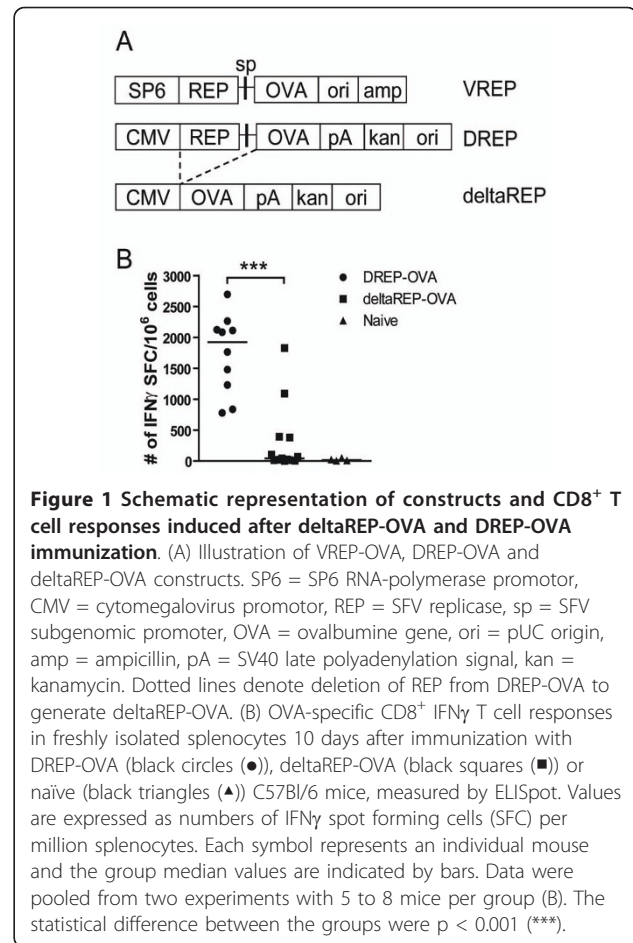 A
sp
SP6 REP OVA ori amp VREP
CMV REP OVA pA kan ori DREP
CMV OVA pA kan ori deltaREP
B
# of IFNγ SFC/10⁶ cells
3000
2500
2000
1500
1000
500
0
***
DREP-OVA
deltaREP-OVA
Naive
Figure 1 Schematic representation of constructs and CD8⁺ T
cell responses induced after deltaREP-OVA and DREP-OVA
immunization. (A) Illustration of VREP-OVA, DREP-OVA and
deltaREP-OVA constructs. SP6 = SP6 RNA-polymerase promotor,
CMV = cytomegalovirus promotor, REP = SFV replicase, sp = SFV
subgenomic promoter, OVA = ovalbumine gene, ori = pUC origin,
amp = ampicillin, pA = SV40 late polyadenylation signal, kan =
kanamycin. Dotted lines denote deletion of REP from DREP-OVA to
generate deltaREP-OVA. (B) OVA-specific CD8⁺ IFNγ T cell responses
in freshly isolated splenocytes 10 days after immunization with
DREP-OVA (black circles (●)), deltaREP-OVA (black squares (■)) or
naïve (black triangles (▲)) C57Bl/6 mice, measured by ELISpot. Values
are expressed as numbers of IFNγ spot forming cells (SFC) per
million splenocytes. Each symbol represents an individual mouse
and the group median values are indicated by bars. Data were
pooled from two experiments with 5 to 8 mice per group (B). The
statistical difference between the groups were p < 0.001 (***).